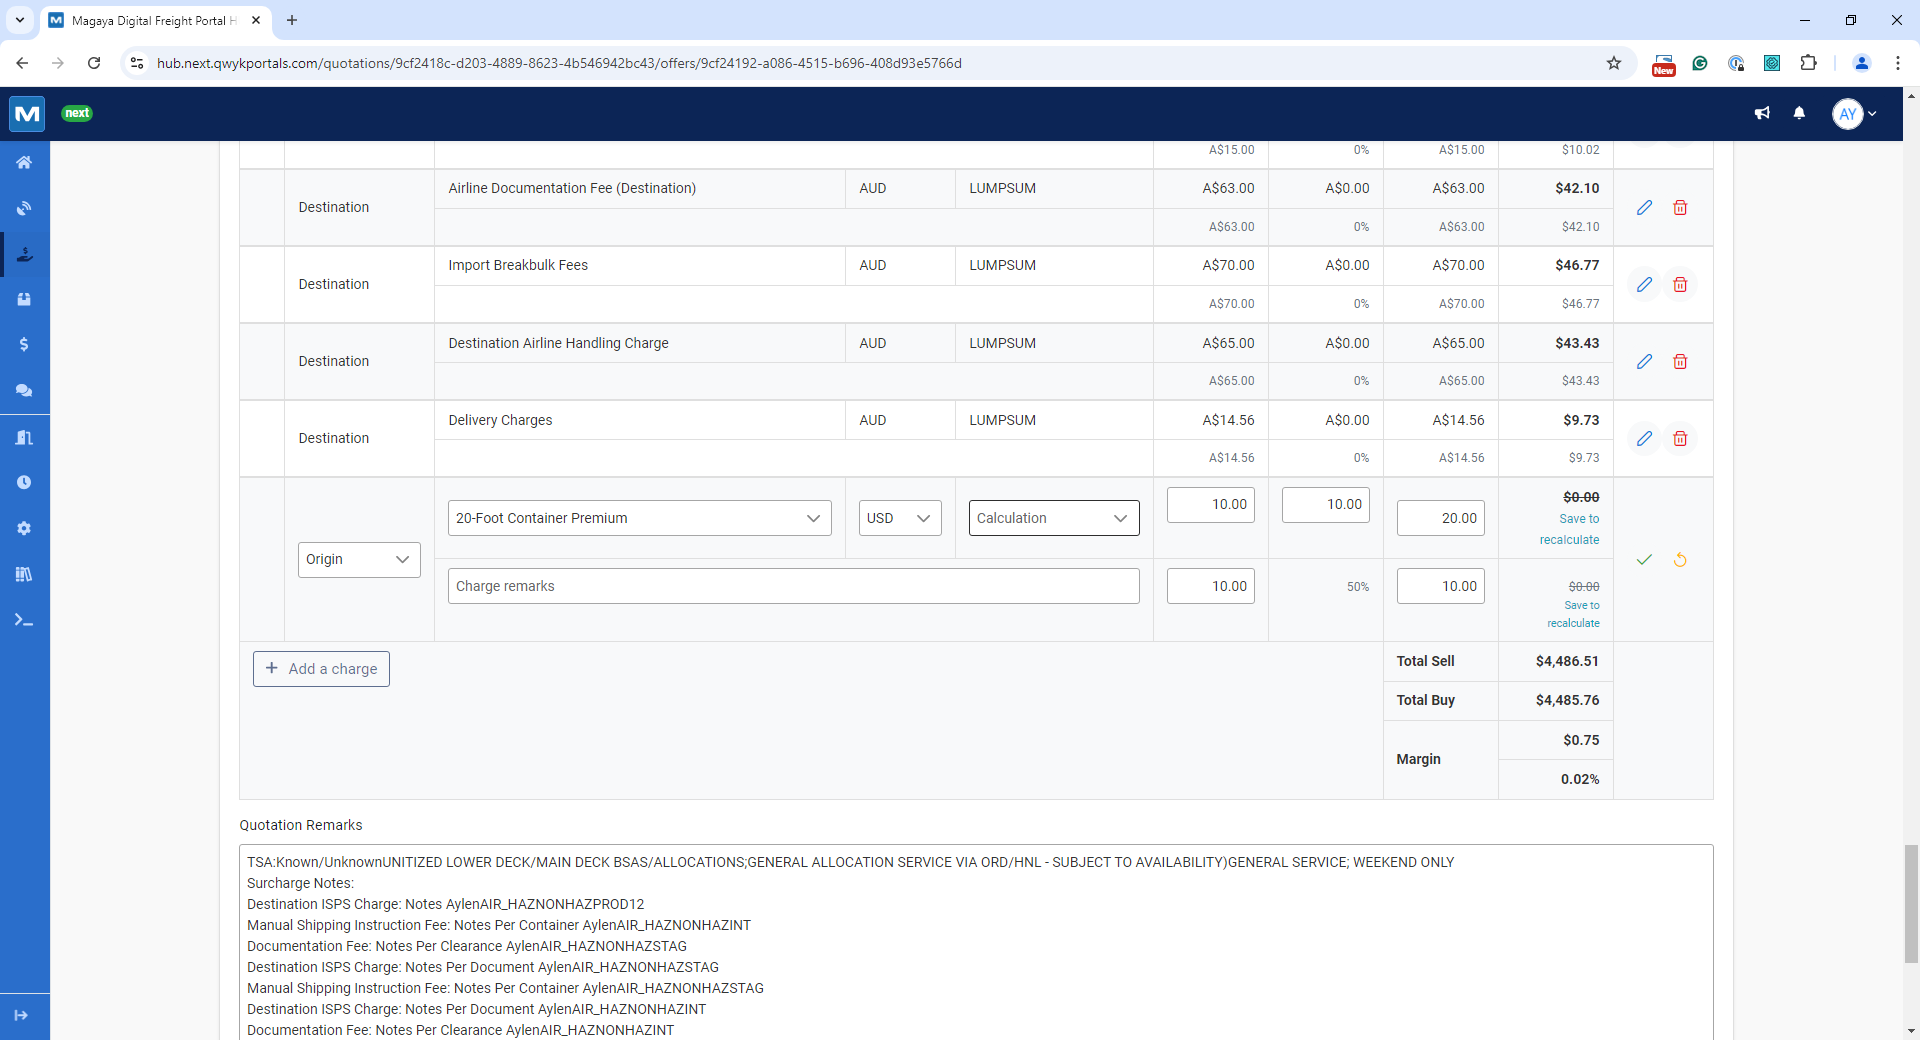 Magaya Digital Freight Portal H
hub.next.qwykportals.com/quotations/9cf2418c-d203-4889-8623-4b546942bc43/offers/9cf24192-a086-4515-b696-408d93e5766d
New
next
AY
A$15.00 0% A$15.00 $10.02
Destination
Airline Documentation Fee (Destination) AUD LUMPSUM A$63.00 A$0.00 A$63.00 $42.10
A$63.00 0% A$63.00 $42.10
Destination
Import Breakbulk Fees AUD LUMPSUM A$70.00 A$0.00 A$70.00 $46.77
A$70.00 0% A$70.00 $46.77
Destination
Destination Airline Handling Charge AUD LUMPSUM A$65.00 A$0.00 A$65.00 $43.43
A$65.00 0% A$65.00 $43.43
Destination
Delivery Charges AUD LUMPSUM A$14.56 A$0.00 A$14.56 $9.73
A$14.56 0% A$14.56 $9.73
Origin
20-Foot Container Premium USD Calculation 10.00 10.00 20.00 $0.00
Save to
recalculate
Charge remarks 10.00 50% 10.00 $0.00
Save to
recalculate
+ Add a charge
Total Sell $4,486.51
Total Buy $4,485.76
Margin $0.75
0.02%
Quotation Remarks
TSA:Known/UnknownUNITIZED LOWER DECK/MAIN DECK BSAS/ALLOCATIONS;GENERAL ALLOCATION SERVICE VIA ORD/HNL - SUBJECT TO AVAILABILITY)GENERAL SERVICE; WEEKEND ONLY
Surcharge Notes:
Destination ISPS Charge: Notes AylenAIR_HAZNONHAZPROD12
Manual Shipping Instruction Fee: Notes Per Container AylenAIR_HAZNONHAZINT
Documentation Fee: Notes Per Clearance AylenAIR_HAZNONHAZSTAG
Destination ISPS Charge: Notes Per Document AylenAIR_HAZNONHAZSTAG
Manual Shipping Instruction Fee: Notes Per Container AylenAIR_HAZNONHAZSTAG
Destination ISPS Charge: Notes Per Document AylenAIR_HAZNONHAZINT
Documentation Fee: Notes Per Clearance AylenAIR_HAZNONHAZINT